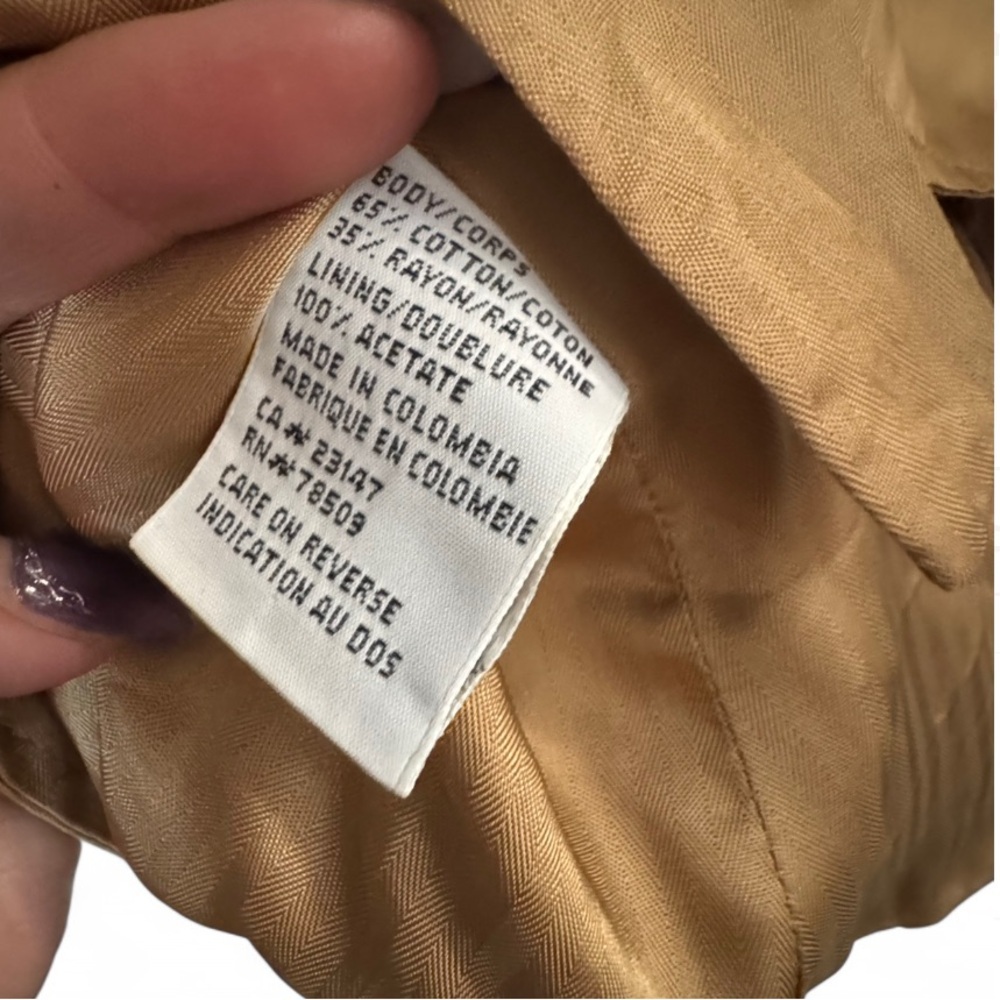 BODY/CORPS
65% COTTON/COTON
35% RAYON/RAYONNE
LINING/DOUBLURE
100% ACETATE
MADE IN COLOMBIA
FABRIQUE EN COLOMBIE
CA# 23147
RN#78509
CARE ON REVERSE
INDICATION AU DOS